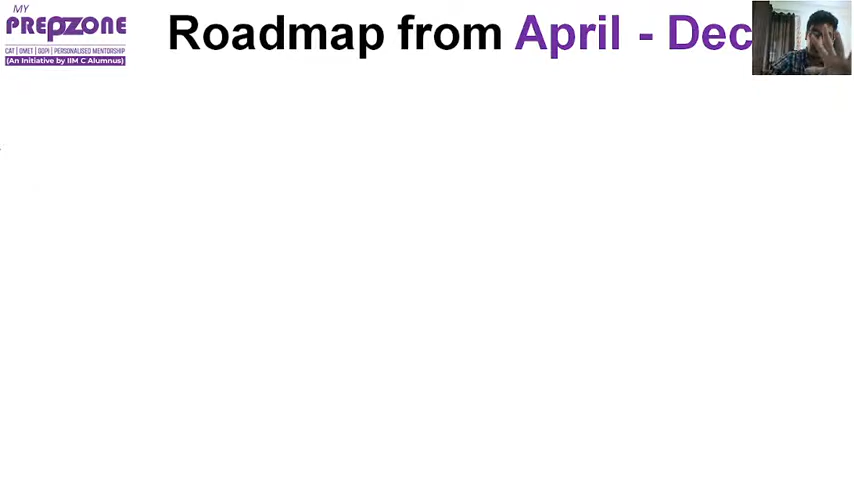 MY
PREPZONE
CAT | OMET | GDPI | PERSONALISED MENTORSHIP
(An Initiative by IIM C Alumnus)
Roadmap from April - Dec